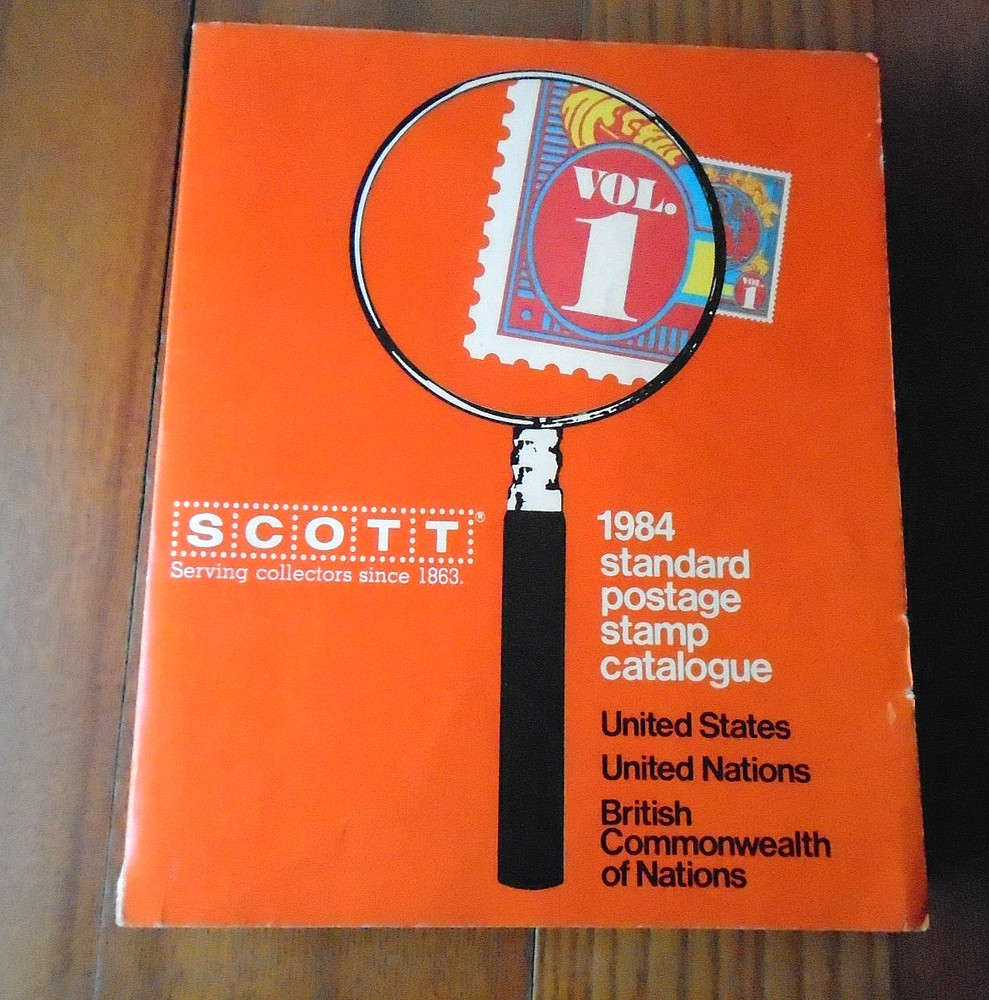 VOL.
1
VOL.
1
SCOTT®
Serving collectors since 1863.
1984
standard
postage
stamp
catalogue
United States
United Nations
British
Commonwealth
of Nations